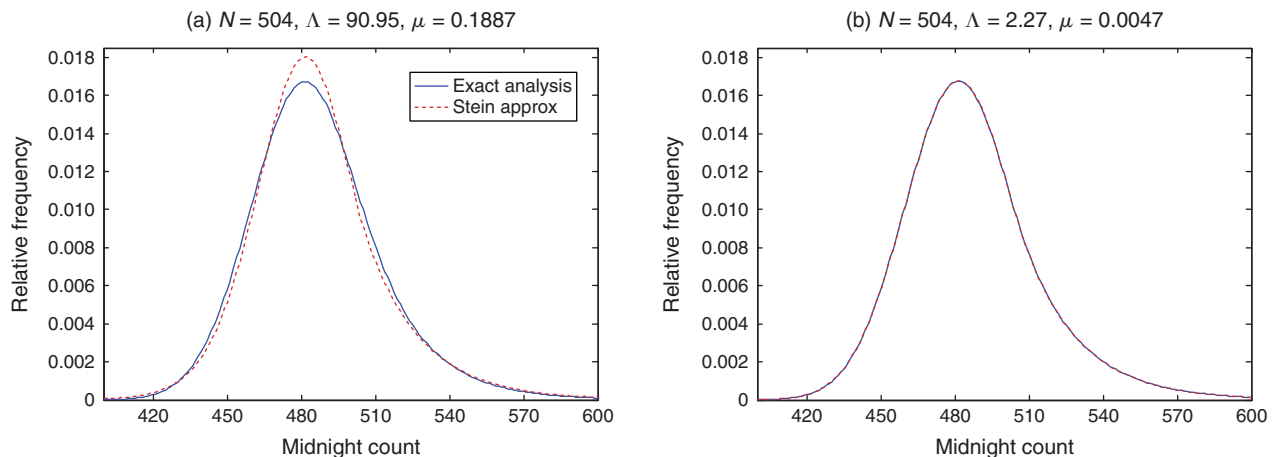 (a) N = 504, Λ = 90.95, μ = 0.1887
0.018
0.016
0.014
0.012
0.010
0.008
0.006
0.004
0.002
0
Relative frequency
Exact analysis
Stein approx
420 450 480 510 540 570 600
Midnight count
(b) N = 504, Λ = 2.27, μ = 0.0047
0.018
0.016
0.014
0.012
0.010
0.008
0.006
0.004
0.002
0
Relative frequency
420 450 480 510 540 570 600
Midnight count